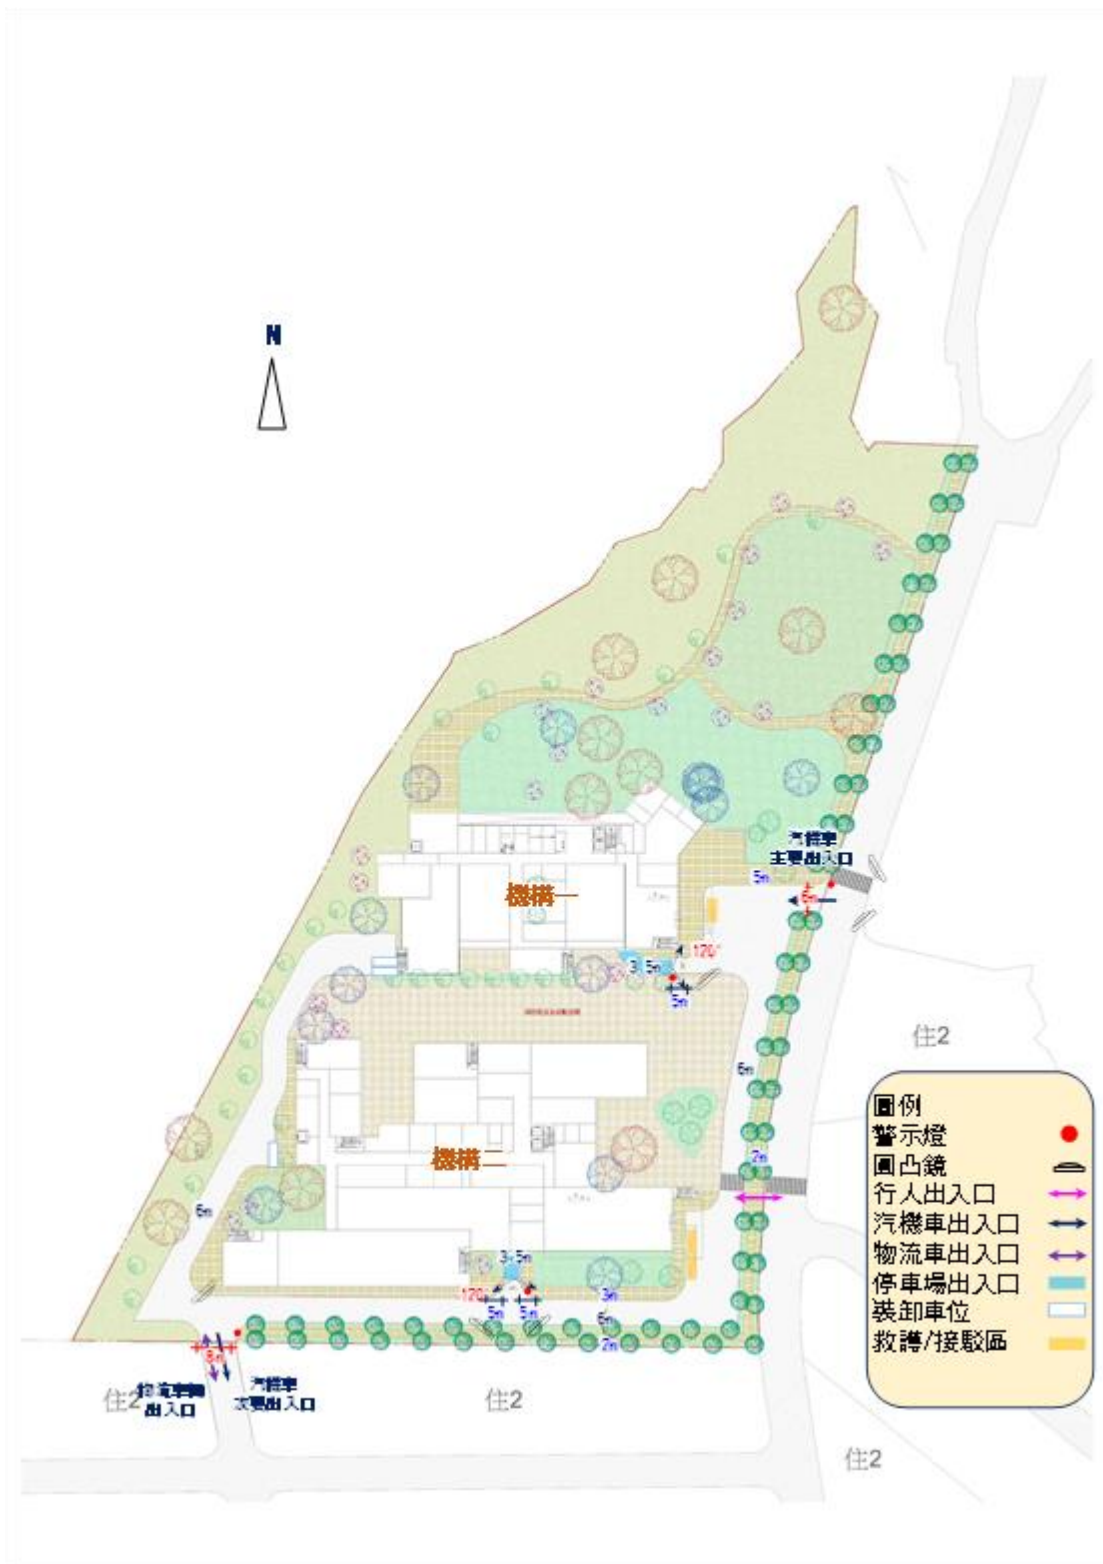 N
汽機車
主要出入口
5m
6m
機構一
120°
3.5m
5m
住2
6m
圖例
警示燈
圓凸鏡
行人出入口
汽機車出入口
物流車出入口
停車場出入口
裝卸車位
救護/接駁區
2m
機構二
6m
3.5m
120°
5m
5m
3m
6m
2m
8m
物流車輛
出入口
汽機車
次要出入口
住2
住2
住2